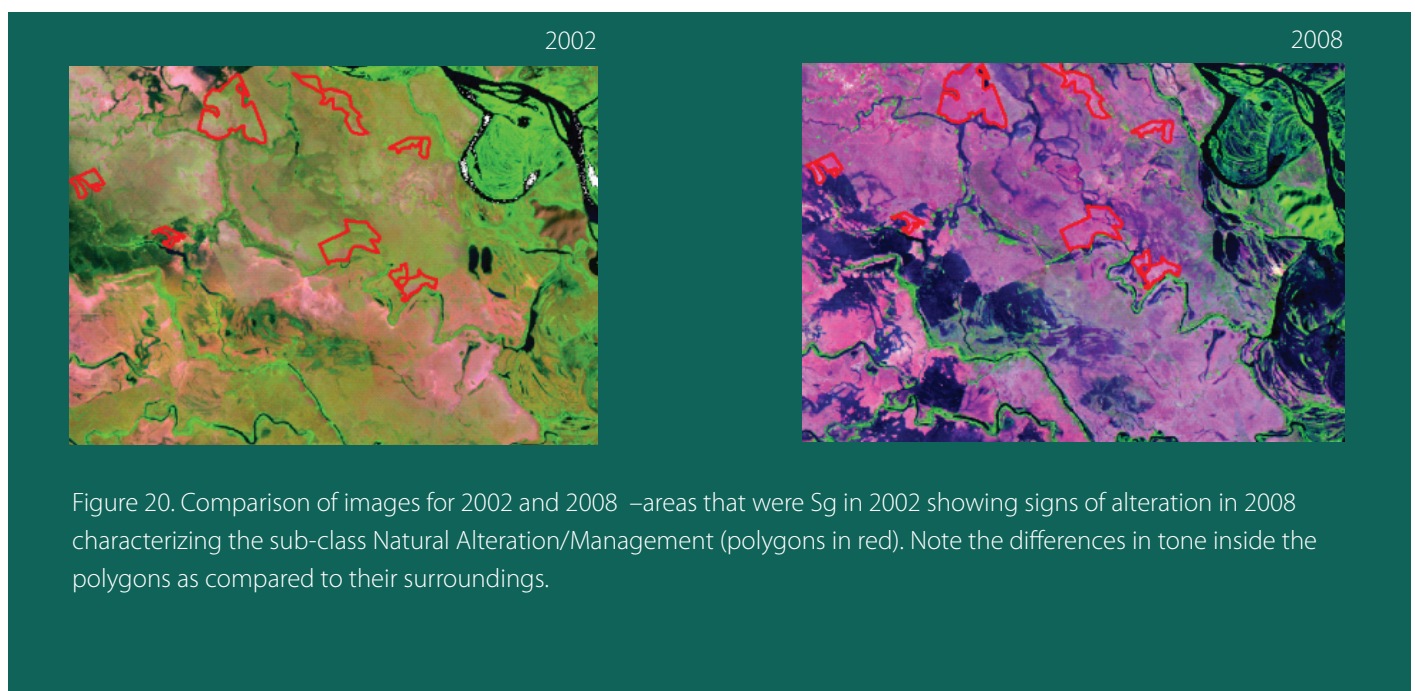 2002
2008
Figure 20. Comparison of images for 2002 and 2008 –areas that were Sg in 2002 showing signs of alteration in 2008
characterizing the sub-class Natural Alteration/Management (polygons in red). Note the differences in tone inside the
polygons as compared to their surroundings.